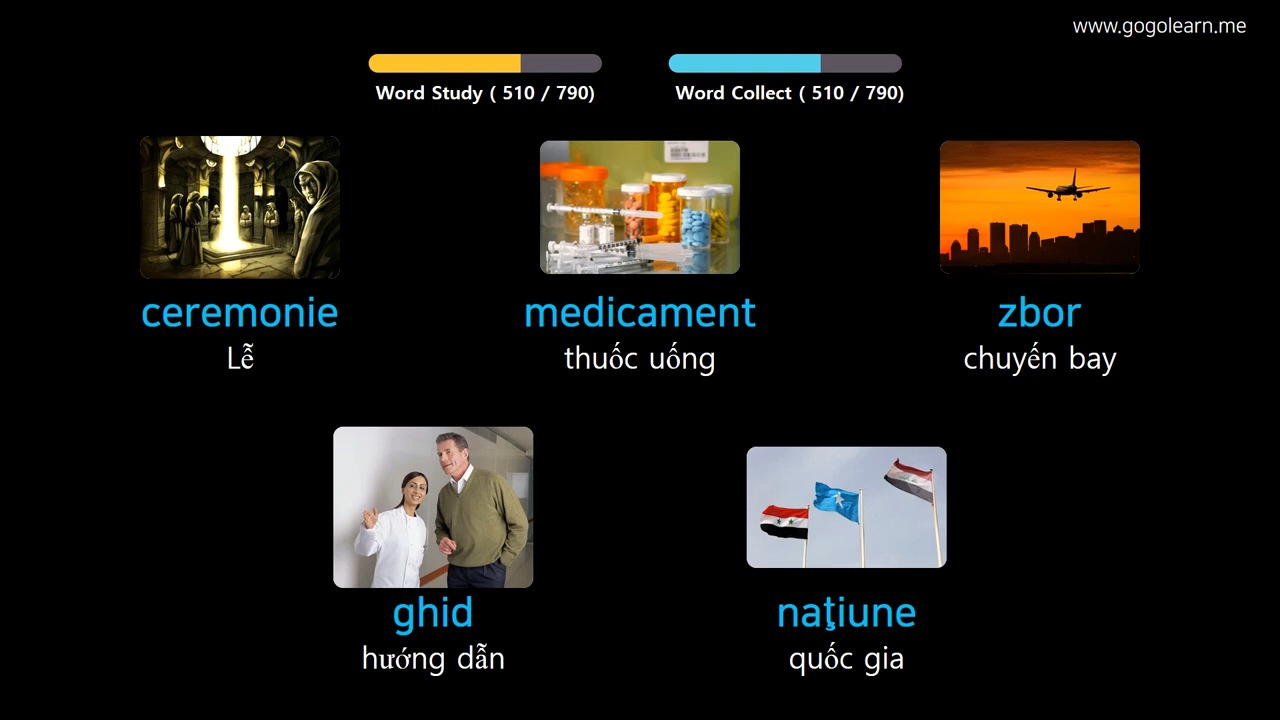 www.gogolearn.me
Word Study ( 510 / 790)
Word Collect ( 510 / 790)
ceremonie
Lễ
medicament
thuốc uống
zbor
chuyến bay
ghid
hướng dẫn
naţiune
quốc gia